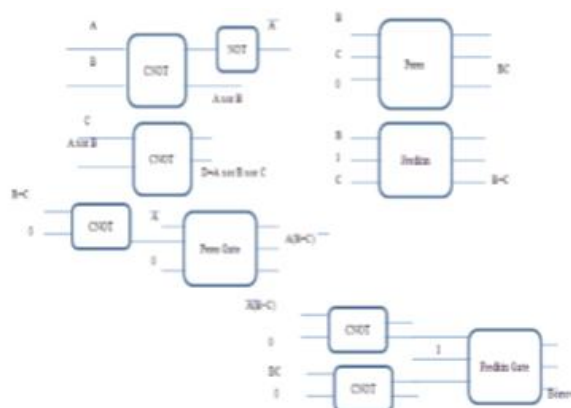 A
B
CNOT
NOT
A̅
A xor B
B
C
0
Peres
BC
C
A xor B
CNOT
D=A xor B xor C
B
1
C
Fredkin
B+C
B+C
0
CNOT
A̅
0
Peres Gate
A(B+C)
A̅(B+C)
0
CNOT
BC
0
CNOT
1
Fredkin Gate